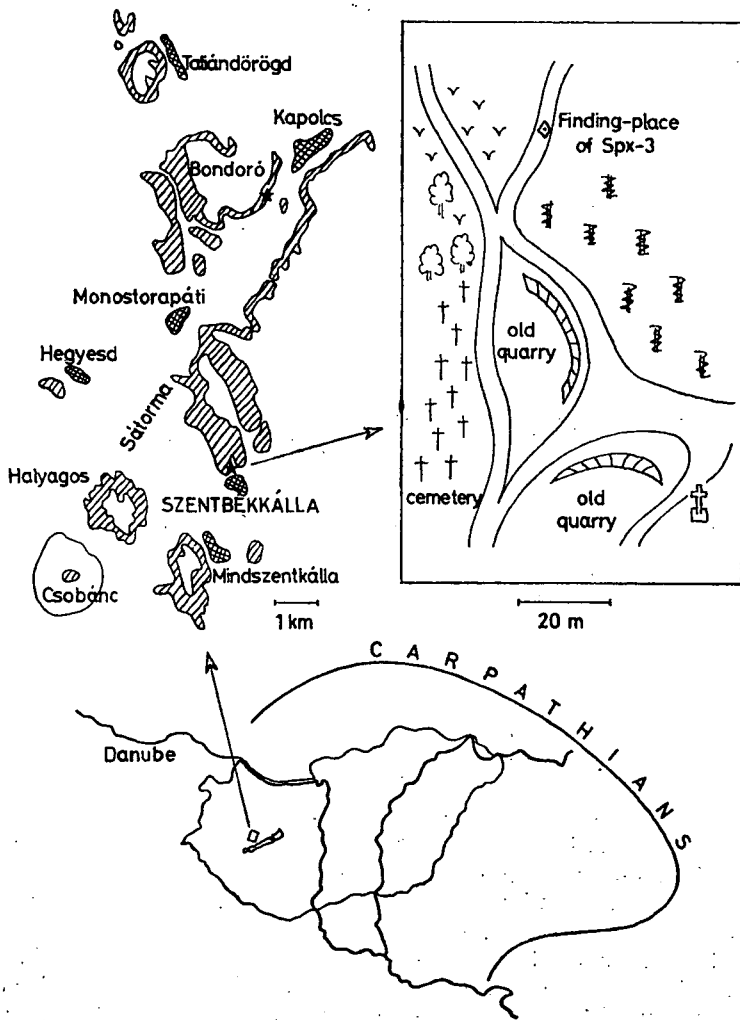 Kapolcs
Bondoró
Monostorapáti
Hegyesd
Sátorma
Halyagos
SZENTBÉKKÁLLA
Csobánc
Mindszentkálla
1 km
Finding-place
of Spx-3
old
quarry
cemetery
old
quarry
20 m
CARPATHIANS
Danube